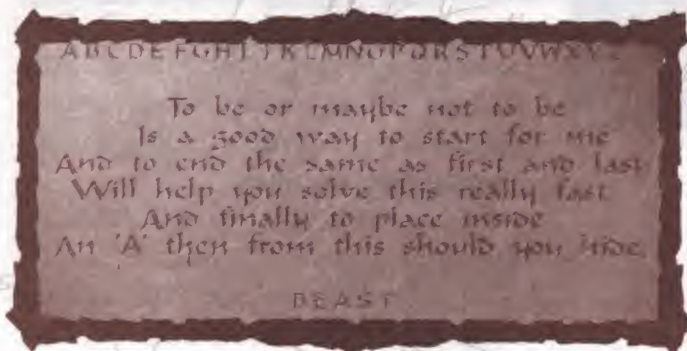 ABCDEFGHIJKLMNOPQRSTUVWXYZ
To be or maybe not to be
Is a good way to start for me
And to end the same as first and last
Will help you solve this really fast
And finally to place inside
An 'A' then from this should you hide.
BEAST